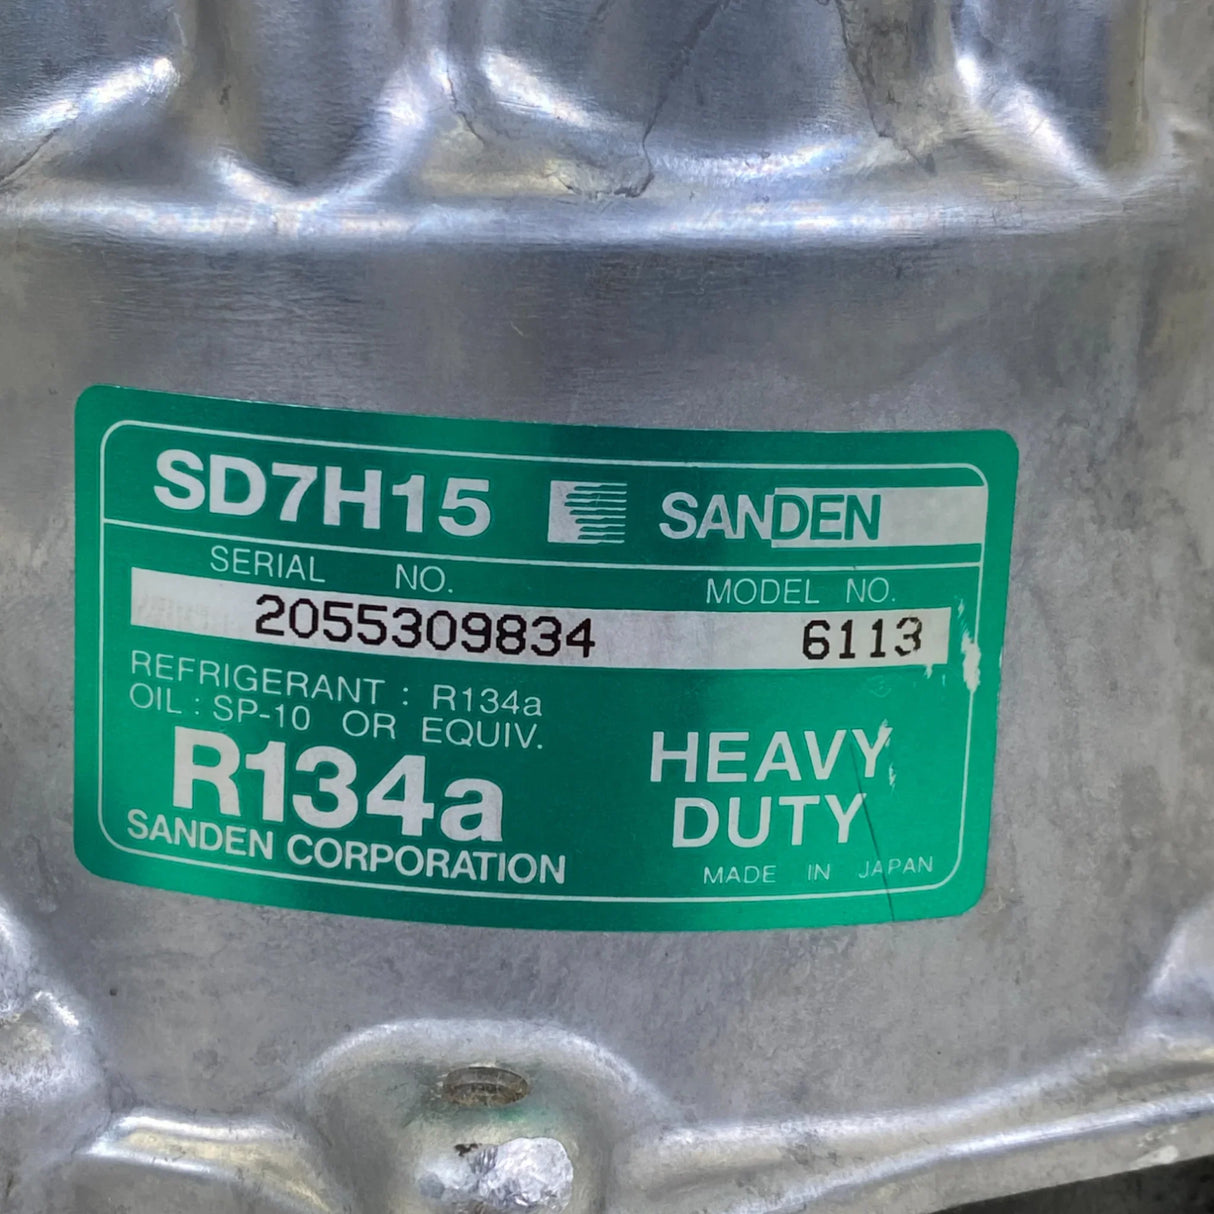 SD7H15 SANDEN
SERIAL NO. MODEL NO.
2055309834 6113
REFRIGERANT : R134a
OIL : SP-10 OR EQUIV.
R134a
HEAVY
DUTY
SANDEN CORPORATION
MADE IN JAPAN